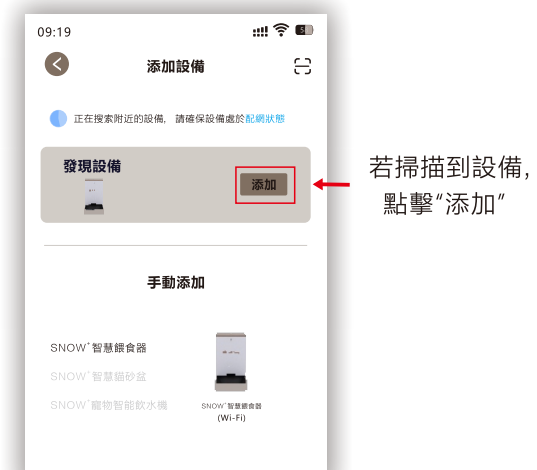 09:19
添加設備
正在搜索附近的設備, 請確保設備處於配網狀態
發現設備
添加
若掃描到設備,
點擊“添加”
手動添加
SNOW+智慧餵食器
SNOW+智慧貓砂盆
SNOW+寵物智能飲水機
SNOW+智慧餵食器
(Wi-Fi)